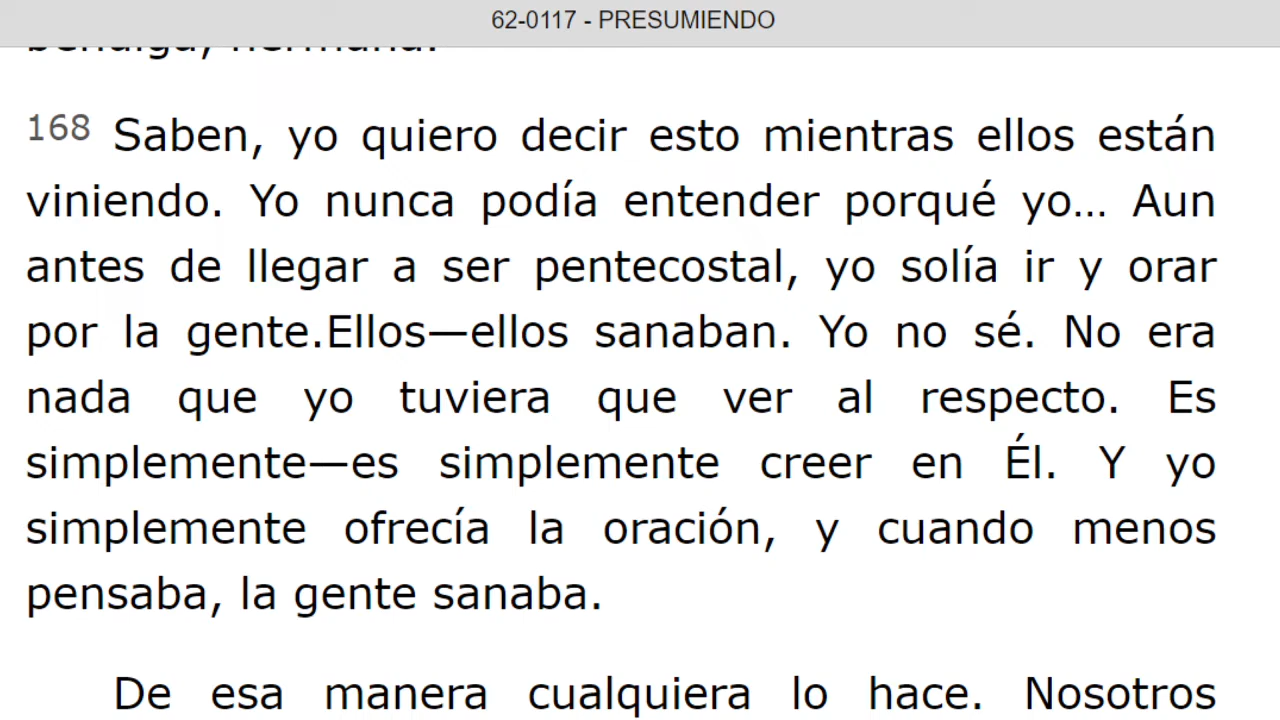 62-0117 - PRESUMIENDO
bendiga, hermana.
168 Saben, yo quiero decir esto mientras ellos están
viniendo. Yo nunca podía entender porqué yo… Aun
antes de llegar a ser pentecostal, yo solía ir y orar
por la gente.Ellos—ellos sanaban. Yo no sé. No era
nada que yo tuviera que ver al respecto. Es
simplemente—es simplemente creer en Él. Y yo
simplemente ofrecía la oración, y cuando menos
pensaba, la gente sanaba.
De esa manera cualquiera lo hace. Nosotros